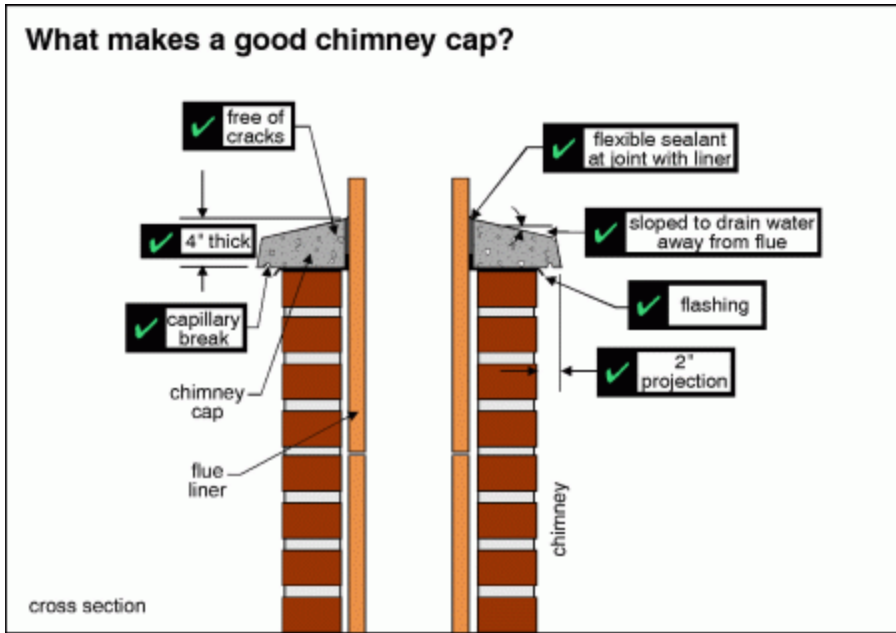 What makes a good chimney cap?
free of
cracks
flexible sealant
at joint with liner
4" thick
sloped to drain water
away from flue
capillary
break
flashing
2"
projection
chimney
cap
flue
liner
chimney
cross section